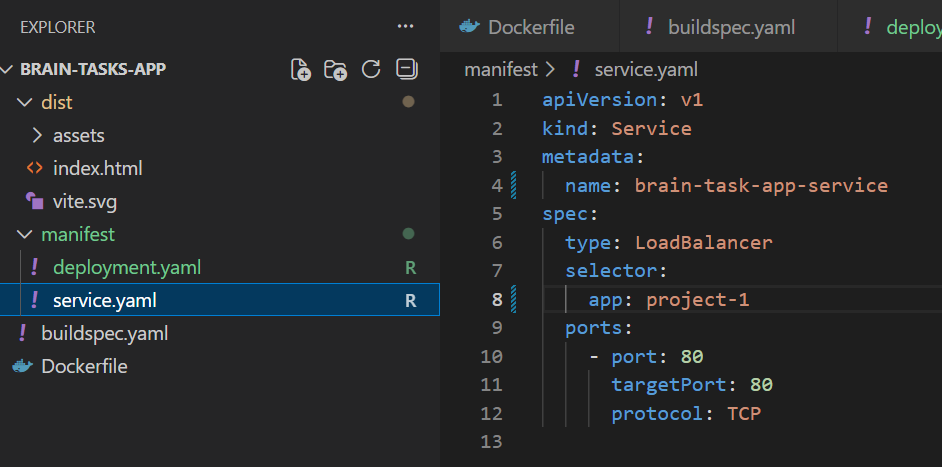 EXPLORER
BRAIN-TASKS-APP
dist
assets
index.html
vite.svg
manifest
deployment.yaml R
service.yaml R
buildspec.yaml
Dockerfile
Dockerfile ! buildspec.yaml ! deploy
manifest > ! service.yaml
1 apiVersion: v1
2 kind: Service
3 metadata:
4 name: brain-task-app-service
5 spec:
6 type: LoadBalancer
7 selector:
8 app: project-1
9 ports:
10 - port: 80
11 targetPort: 80
12 protocol: TCP
13